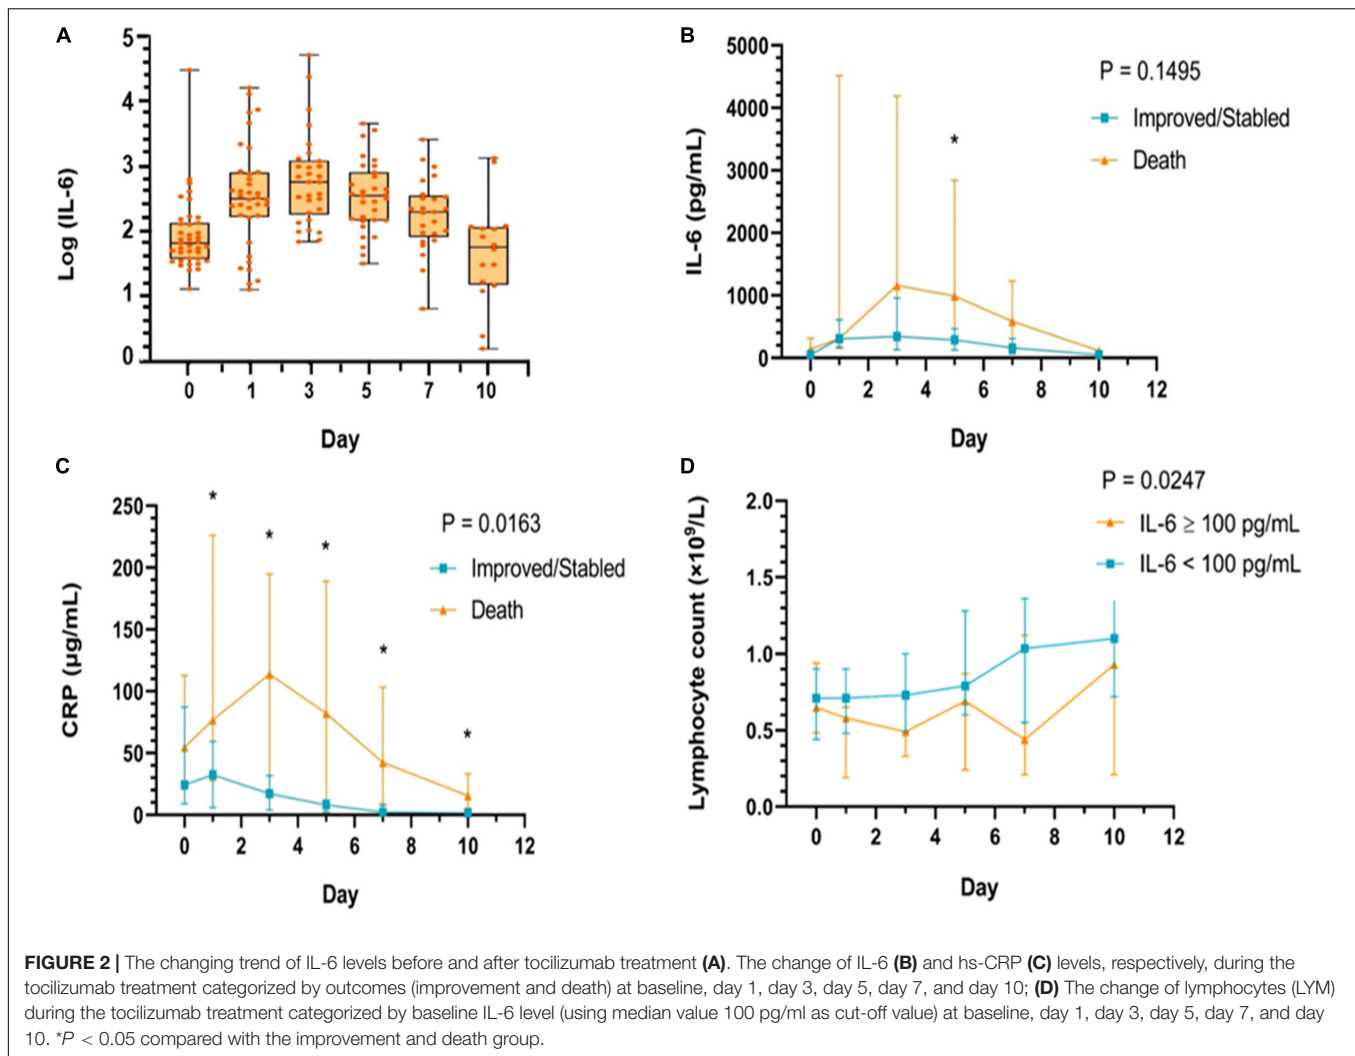 A
5
4
3
2
1
0
Log (IL-6)
0 1 3 5 7 10
Day
B
5000
4000
3000
2000
1000
0
IL-6 (pg/mL)
P = 0.1495
Improved/Stabled
Death
*
0 2 4 6 8 10 12
Day
C
250
200
150
100
50
0
CRP (µg/mL)
P = 0.0163
Improved/Stabled
Death
* * * * *
0 2 4 6 8 10 12
Day
D
2.0
1.5
1.0
0.5
0.0
Lymphocyte count (×10⁹/L)
P = 0.0247
IL-6 ≥ 100 pg/mL
IL-6 < 100 pg/mL
0 2 4 6 8 10 12
Day
FIGURE 2 | The changing trend of IL-6 levels before and after tocilizumab treatment (A). The change of IL-6 (B) and hs-CRP (C) levels, respectively, during the
tocilizumab treatment categorized by outcomes (improvement and death) at baseline, day 1, day 3, day 5, day 7, and day 10; (D) The change of lymphocytes (LYM)
during the tocilizumab treatment categorized by baseline IL-6 level (using median value 100 pg/ml as cut-off value) at baseline, day 1, day 3, day 5, day 7, and day
10. *P < 0.05 compared with the improvement and death group.